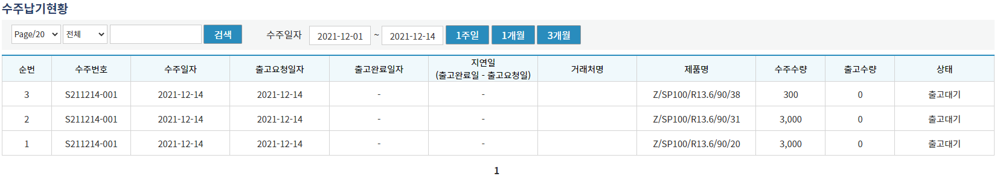 수주납기현황
Page/20 전체 검색 수주일자 2021-12-01 ~ 2021-12-14 1주일 1개월 3개월
순번 수주번호 수주일자 출고요청일자 출고완료일자 지연일 거래처명 제품명 수주수량 출고수량 상태
(출고완료일 - 출고요청일)
3 S211214-001 2021-12-14 2021-12-14 - - Z/SP100/R13.6/90/38 300 0 출고대기
2 S211214-001 2021-12-14 2021-12-14 - - Z/SP100/R13.6/90/31 3,000 0 출고대기
1 S211214-001 2021-12-14 2021-12-14 - - Z/SP100/R13.6/90/20 3,000 0 출고대기
1